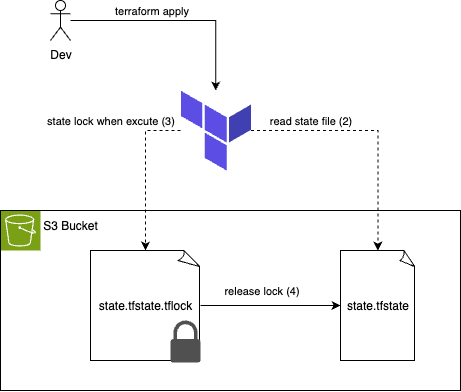 terraform apply
Dev
state lock when excute (3)
read state file (2)
S3 Bucket
state.tfstate.tflock
release lock (4)
state.tfstate